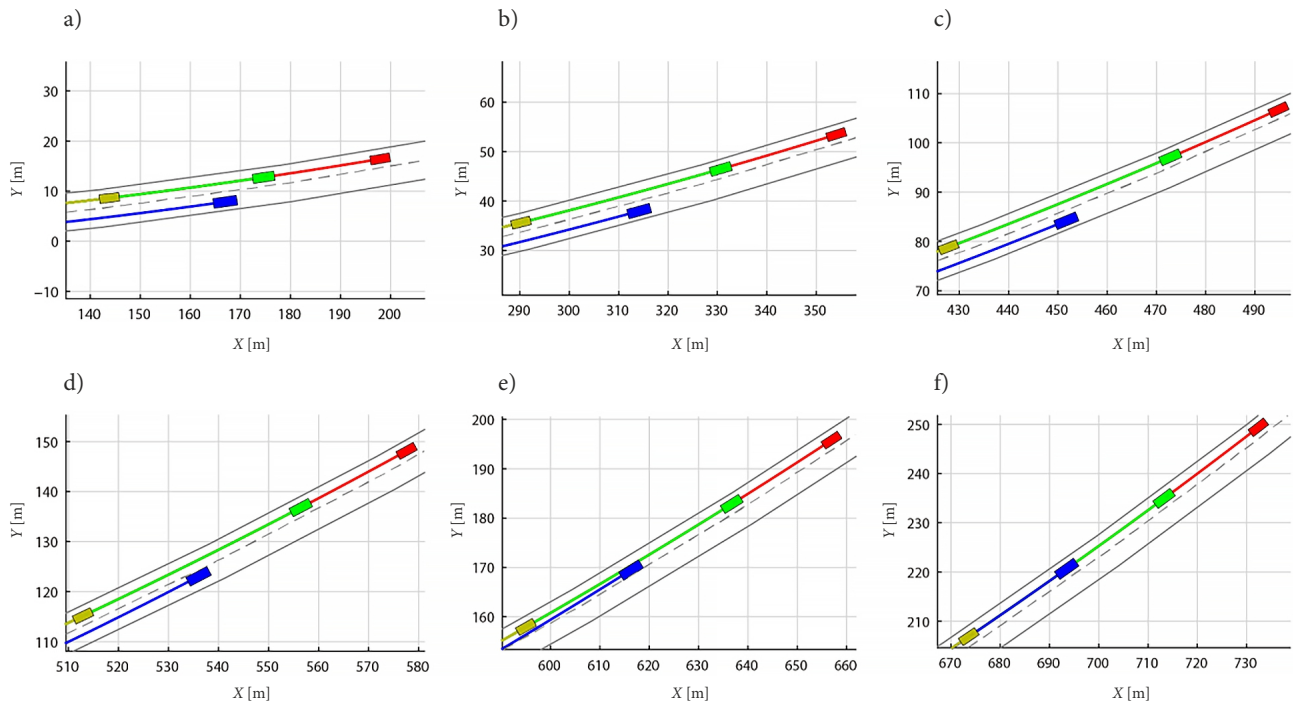 a)
b)
c)
Y [m]
30
20
10
0
−10
140 150 160 170 180 190 200
X [m]
Y [m]
60
50
40
30
290 300 310 320 330 340 350
X [m]
Y [m]
110
100
90
80
70
430 440 450 460 470 480 490
X [m]
d)
e)
f)
Y [m]
150
140
130
120
110
510 520 530 540 550 560 570 580
X [m]
Y [m]
200
190
180
170
160
600 610 620 630 640 650 660
X [m]
Y [m]
250
240
230
220
210
670 680 690 700 710 720 730
X [m]